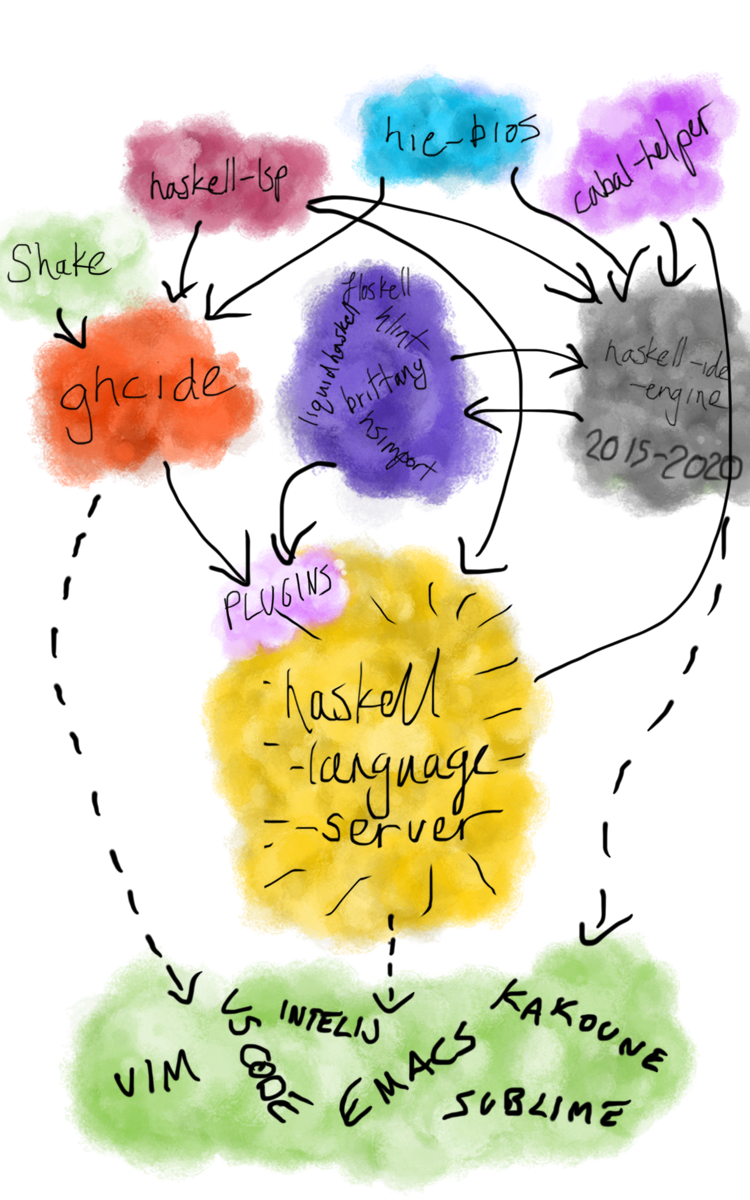 hie-bios
cabal-helper
haskell-lsp
Shake
ghcide
floskell
hlint
liquidhaskell
brittany
hsimport
haskell-ide
-engine
2015-2020
PLUGINS
haskell
-language-
-server
VIM
VS CODE
INTELIJ
EMACS
KAKOUNE
SUBLIME